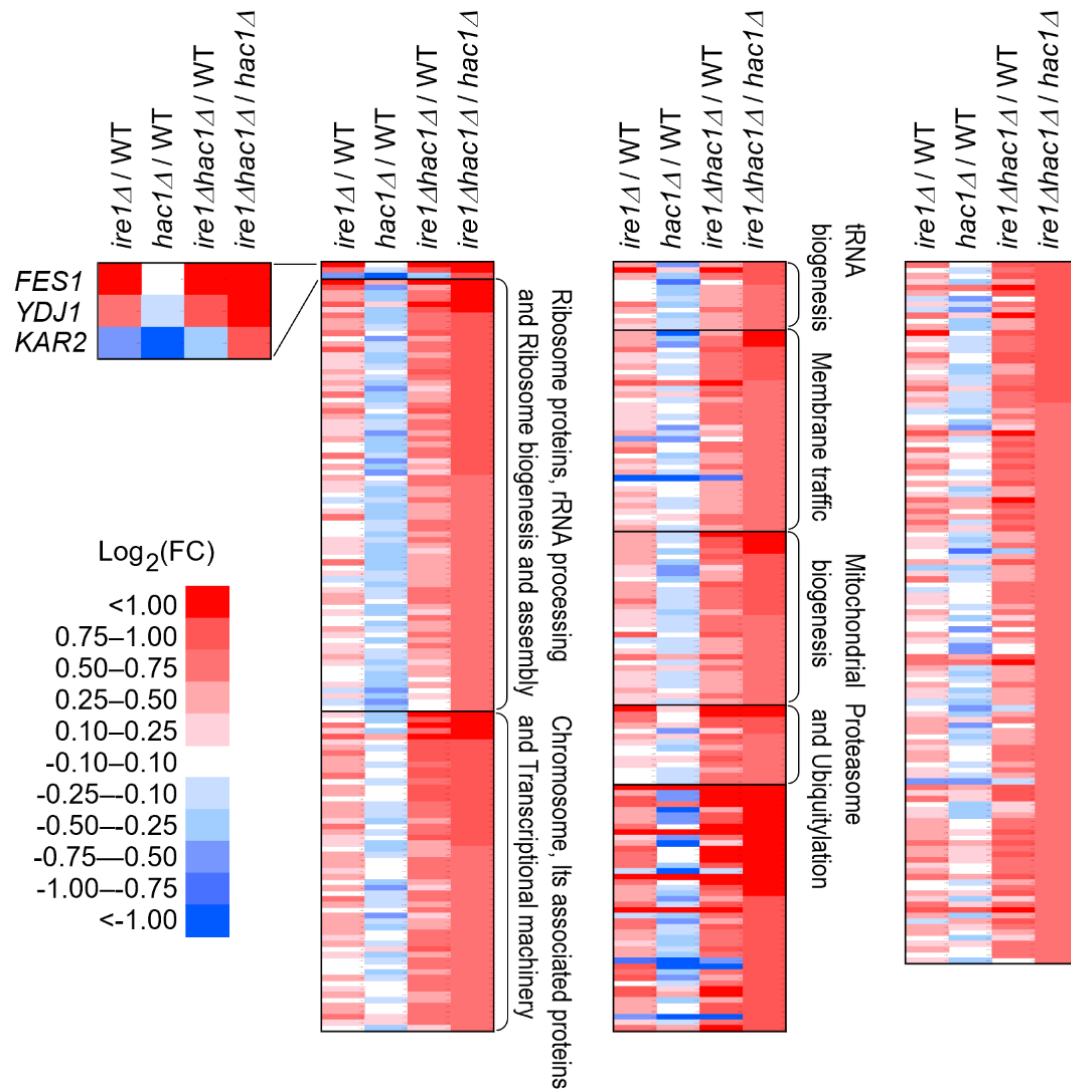 ire1Δ / WT
hac1Δ / WT
ire1Δhac1Δ / WT
ire1Δhac1Δ / hac1Δ
ire1Δ / WT
hac1Δ / WT
ire1Δhac1Δ / WT
ire1Δhac1Δ / hac1Δ
ire1Δ / WT
hac1Δ / WT
ire1Δhac1Δ / WT
ire1Δhac1Δ / hac1Δ
ire1Δ / WT
hac1Δ / WT
ire1Δhac1Δ / WT
ire1Δhac1Δ / hac1Δ
FES1
YDJ1
KAR2
Ribosome proteins, rRNA processing
and Ribosome biogenesis and assembly
Chromosome, Its associated proteins
and Transcriptional machinery
tRNA
biogenesis
Membrane traffic
Mitochondrial
biogenesis
Proteasome
and Ubiquitylation
Log2(FC)
<1.00
0.75–1.00
0.50–0.75
0.25–0.50
0.10–0.25
-0.10–0.10
-0.25–-0.10
-0.50–-0.25
-0.75—0.50
-1.00–-0.75
<-1.00